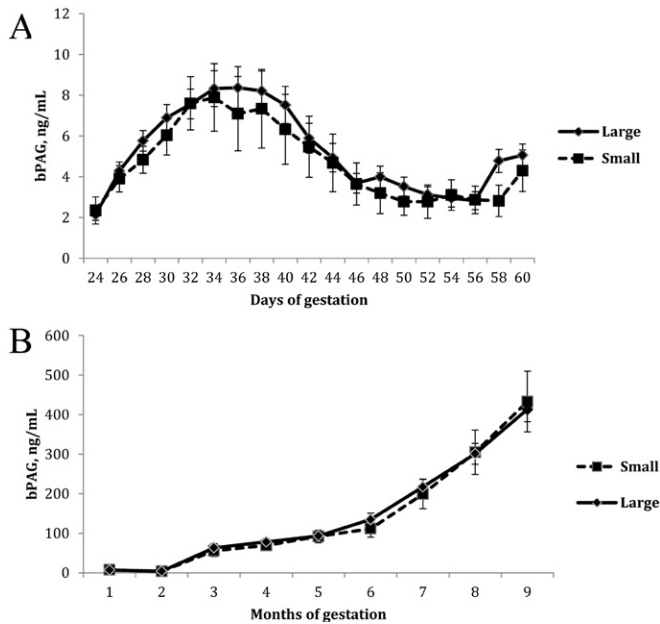 A
12
10
8
6
4
2
0
bPAG, ng/mL
24 26 28 30 32 34 36 38 40 42 44 46 48 50 52 54 56 58 60
Days of gestation
Large
Small
B
600
500
400
300
200
100
0
bPAG, ng/mL
1 2 3 4 5 6 7 8 9
Months of gestation
Small
Large